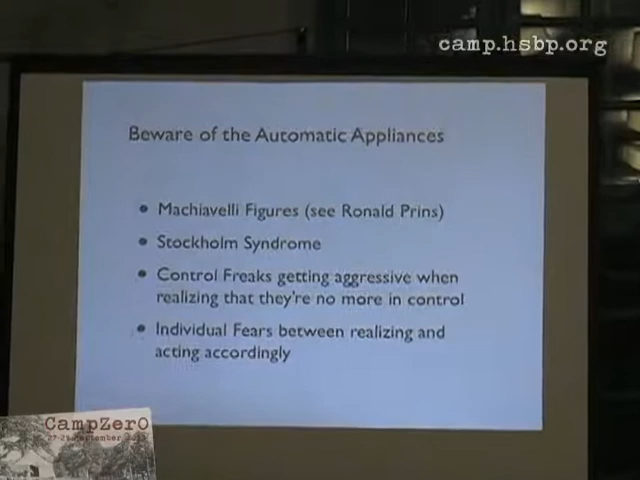 camp.hsbp.org
Beware of the Automatic Appliances
• Machiavelli Figures (see Ronald Prins)
• Stockholm Syndrome
• Control Freaks getting aggressive when
realizing that they're no more in control
• Individual Fears between realizing and
acting accordingly
CampZer0
September